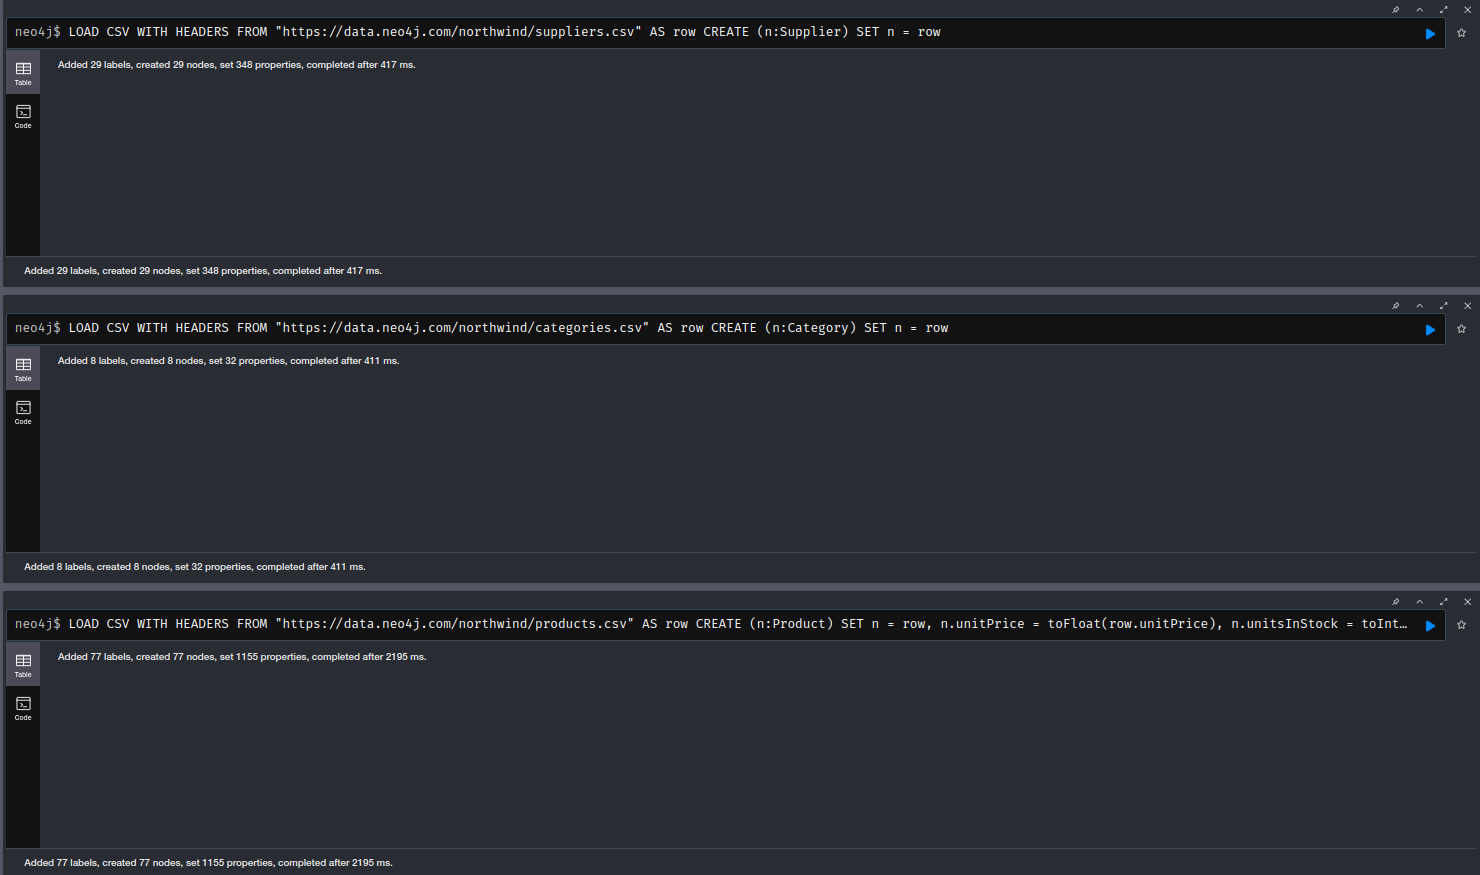 neo4j$ LOAD CSV WITH HEADERS FROM "https://data.neo4j.com/northwind/suppliers.csv" AS row CREATE (n:Supplier) SET n = row
Table
Added 29 labels, created 29 nodes, set 348 properties, completed after 417 ms.
Code
Added 29 labels, created 29 nodes, set 348 properties, completed after 417 ms.
neo4j$ LOAD CSV WITH HEADERS FROM "https://data.neo4j.com/northwind/categories.csv" AS row CREATE (n:Category) SET n = row
Table
Added 8 labels, created 8 nodes, set 32 properties, completed after 411 ms.
Code
Added 8 labels, created 8 nodes, set 32 properties, completed after 411 ms.
neo4j$ LOAD CSV WITH HEADERS FROM "https://data.neo4j.com/northwind/products.csv" AS row CREATE (n:Product) SET n = row, n.unitPrice = toFloat(row.unitPrice), n.unitsInStock = toInt…
Table
Added 77 labels, created 77 nodes, set 1155 properties, completed after 2195 ms.
Code
Added 77 labels, created 77 nodes, set 1155 properties, completed after 2195 ms.